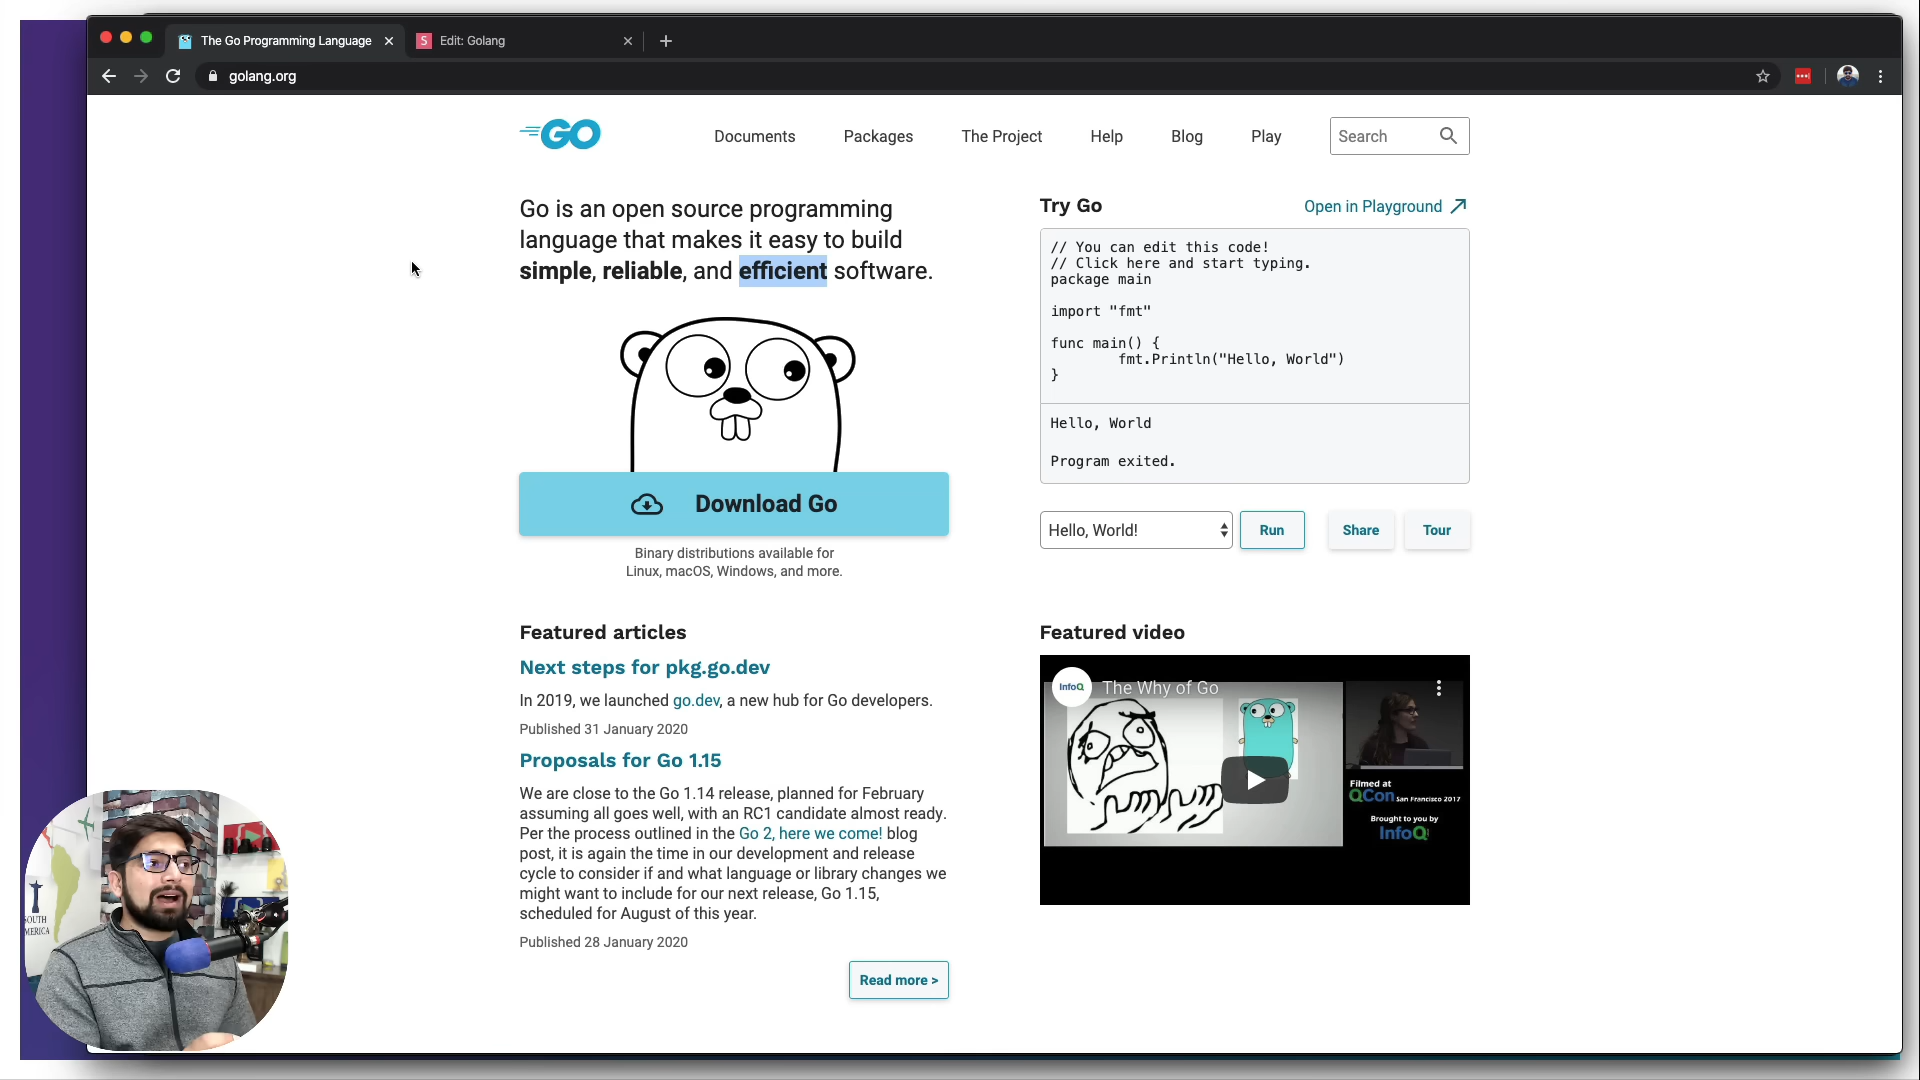 The Go Programming Language
S Edit: Golang
golang.org
GO
Documents Packages The Project Help Blog Play Search
Go is an open source programming
language that makes it easy to build
simple, reliable, and efficient software.
Download Go
Binary distributions available for
Linux, macOS, Windows, and more.
Try Go
Open in Playground
// You can edit this code!
// Click here and start typing.
package main
import "fmt"
func main() {
fmt.Println("Hello, World")
}
Hello, World
Program exited.
Hello, World! Run Share Tour
Featured articles
Next steps for pkg.go.dev
In 2019, we launched go.dev, a new hub for Go developers.
Published 31 January 2020
Proposals for Go 1.15
We are close to the Go 1.14 release, planned for February
assuming all goes well, with an RC1 candidate almost ready.
Per the process outlined in the Go 2, here we come! blog
post, it is again the time in our development and release
cycle to consider if and what language or library changes we
might want to include for our next release, Go 1.15,
scheduled for August of this year.
Published 28 January 2020
Read more >
Featured video
InfoQ The Why of Go
Filmed at
QCon San Francisco 2017
Brought to you by
InfoQ